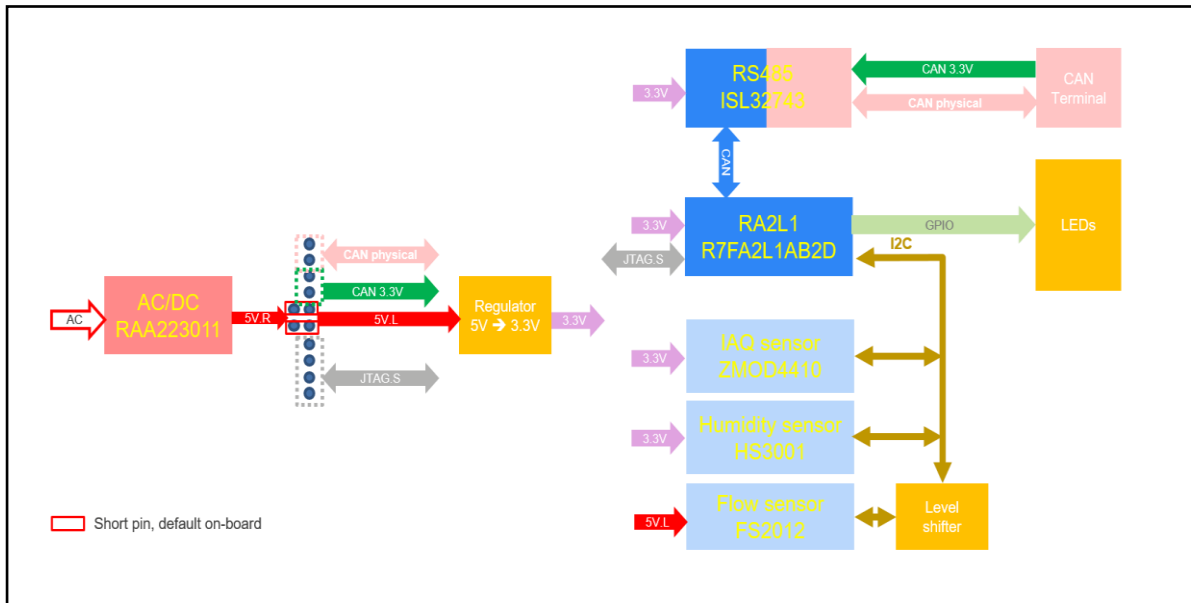 RS485
ISL32743
3.3V
CAN 3.3V
CAN physical
CAN
Terminal
CAN
3.3V
RA2L1
R7FA2L1AB2D
JTAG.S
GPIO
LEDs
I2C
CAN physical
CAN 3.3V
AC
AC/DC
RAA223011
5V.R
5V.L
Regulator
5V → 3.3V
3.3V
JTAG.S
3.3V
IAQ sensor
ZMOD4410
3.3V
Humidity sensor
HS3001
5V.L
Flow sensor
FS2012
Level
shifter
Short pin, default on-board